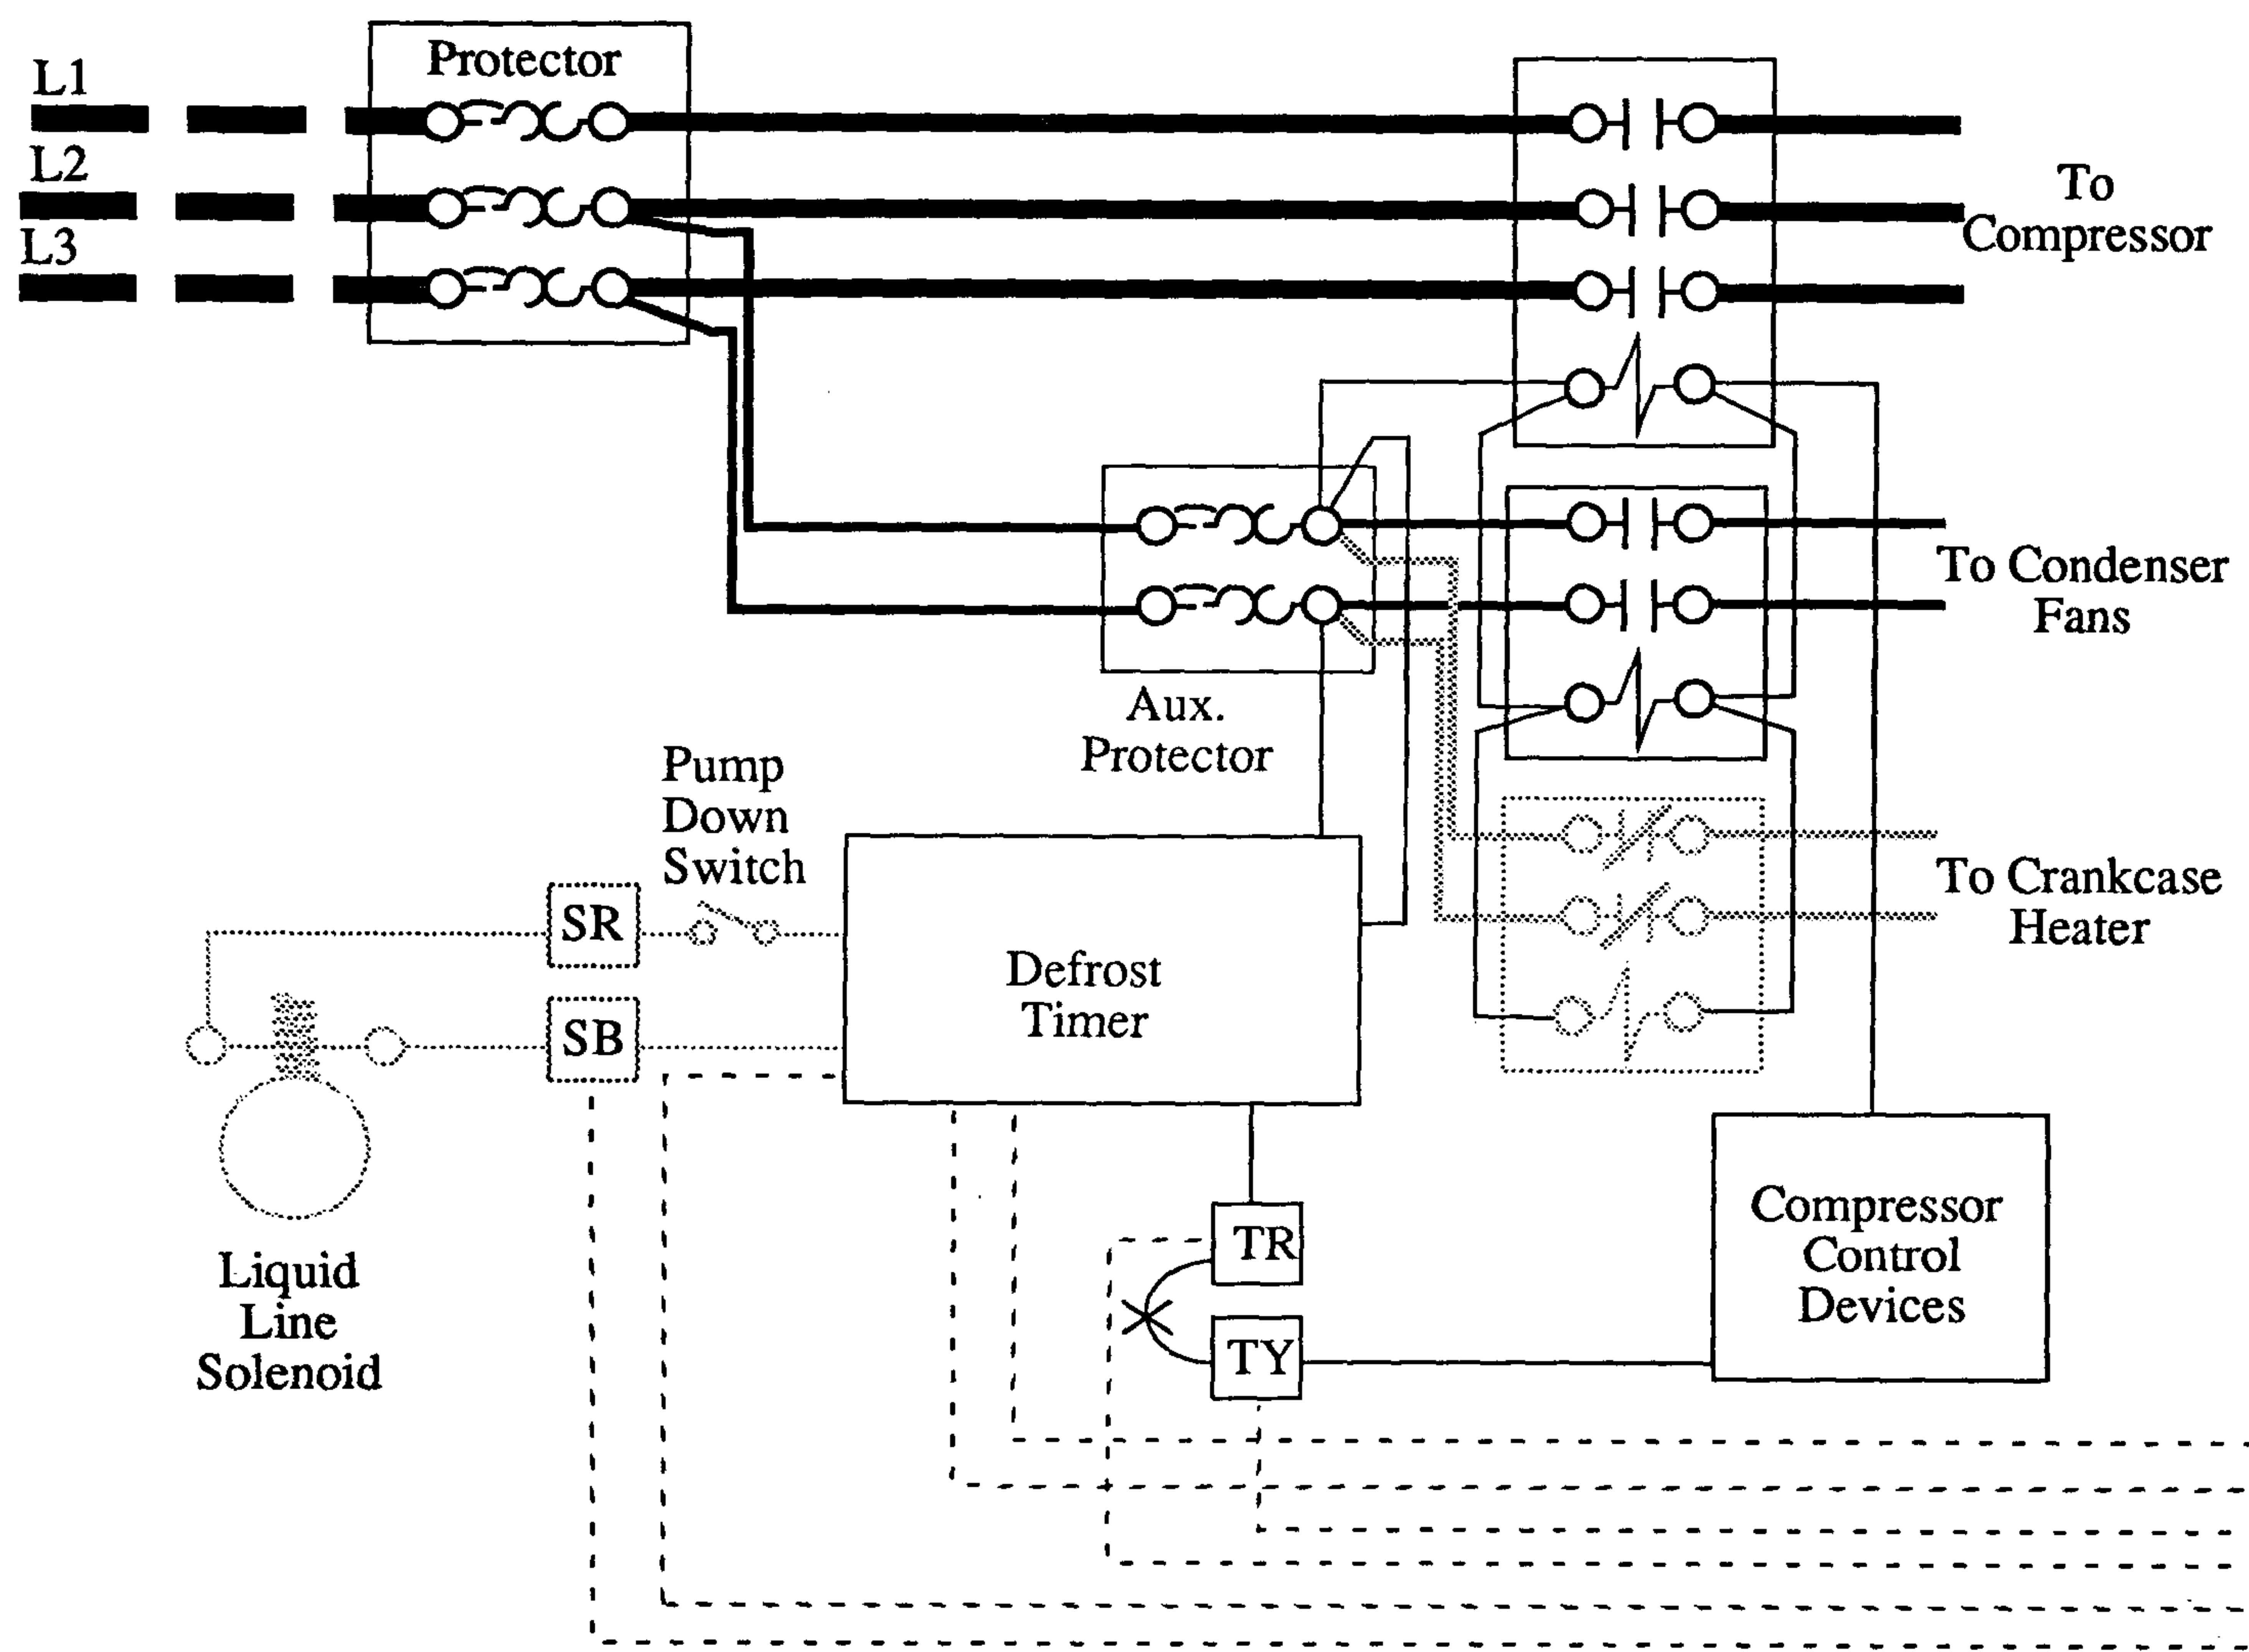 Protector
L1
L2
L3
To
Compressor
To Condenser
Fans
Aux.
Protector
Pump
Down
Switch
SR
SB
Defrost
Timer
To Crankcase
Heater
Liquid
Line
Solenoid
TR
TY
Compressor
Control
Devices